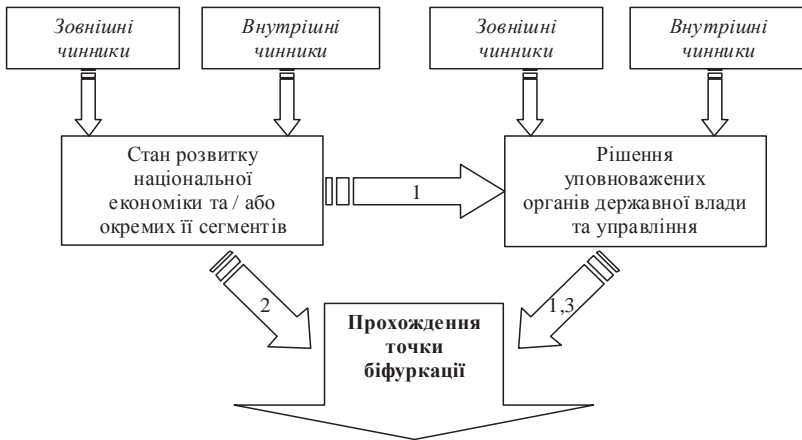 Зовнішні
чинники
Внутрішні
чинники
Зовнішні
чинники
Внутрішні
чинники
Стан розвитку
національної
економіки та / або
окремих її сегментів
1
Рішення
уповноважених
органів державної влади
та управління
2
1,3
Прохождення
точки
біфуркації